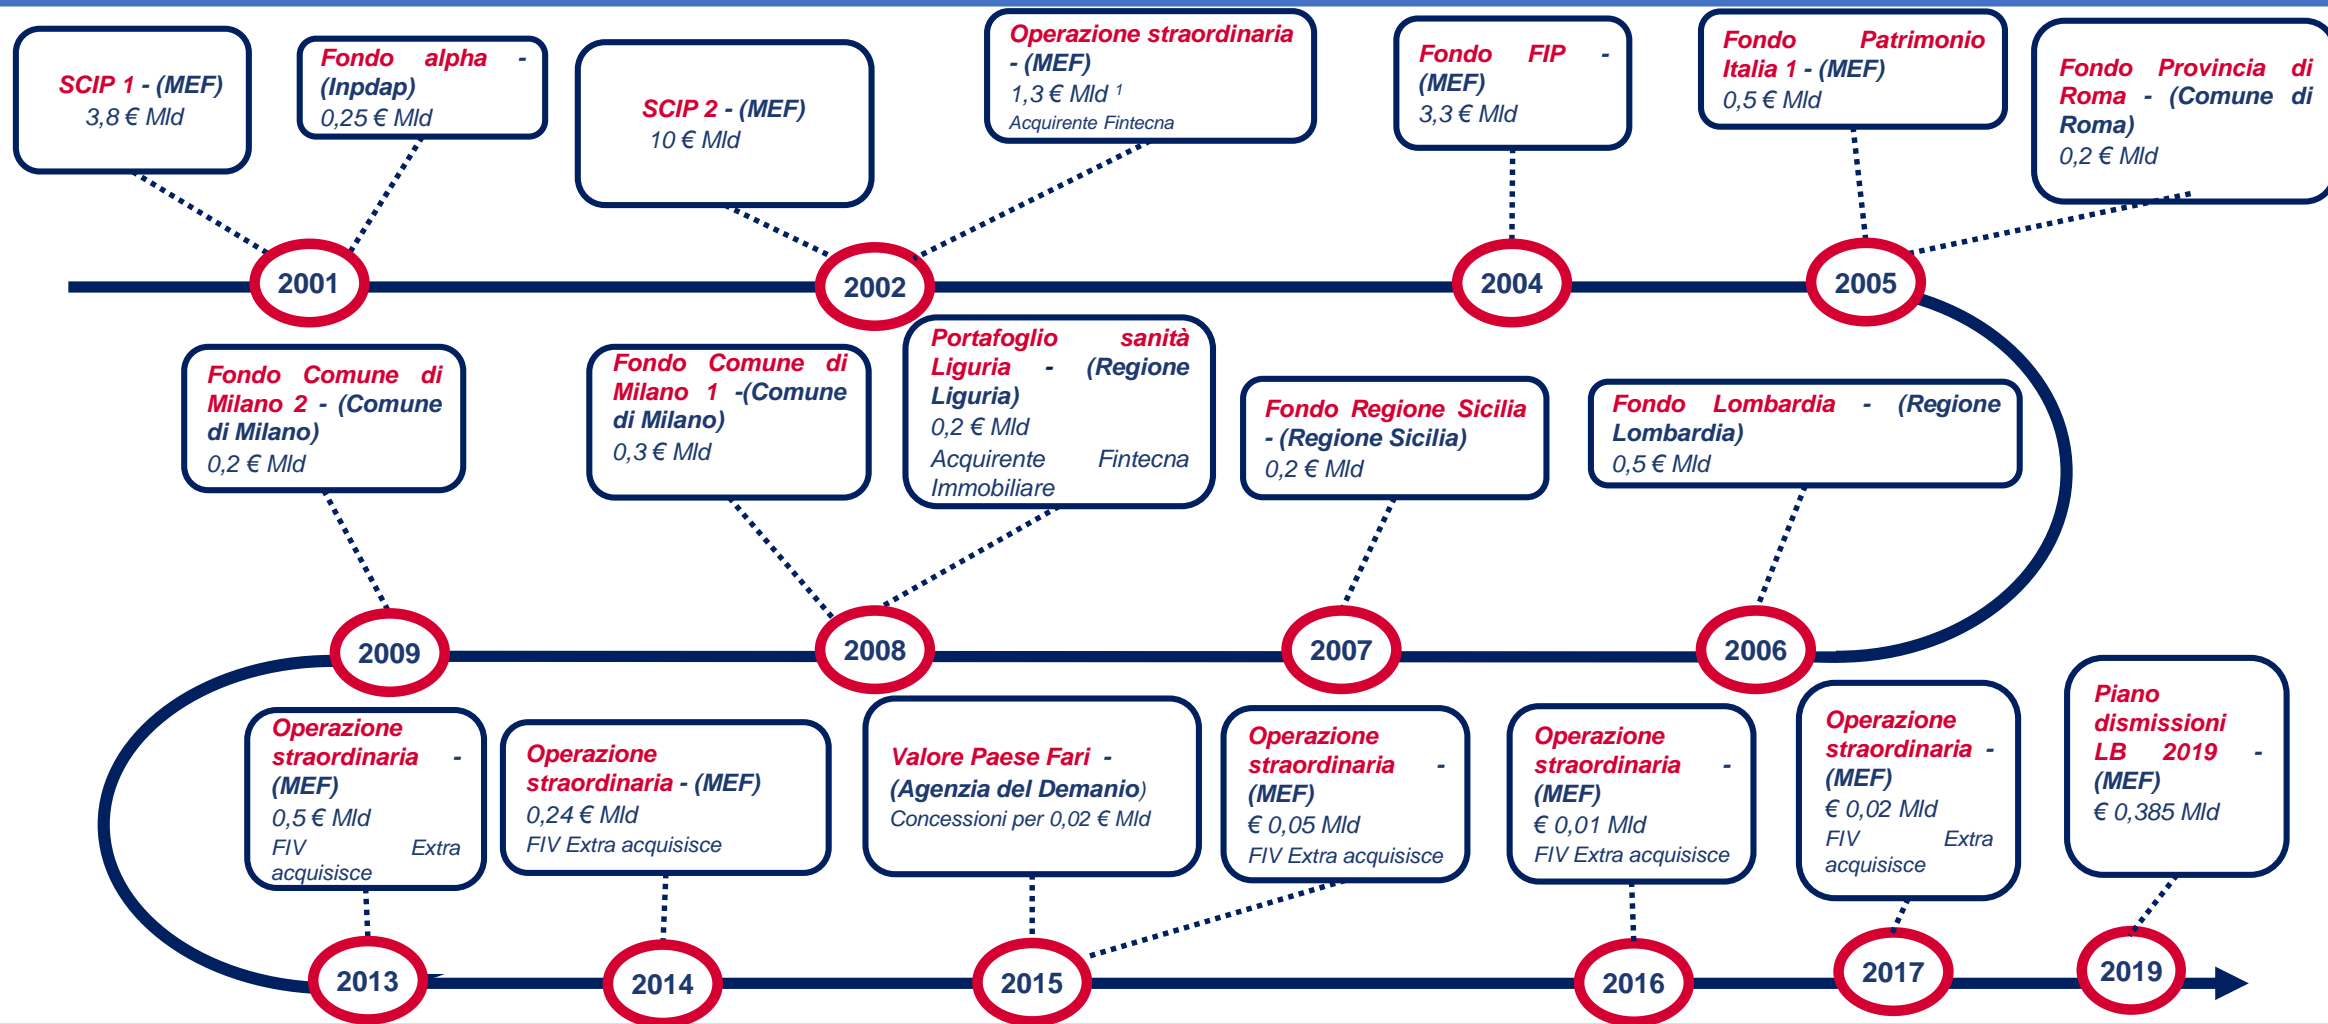 SCIP 1 - (MEF)
3,8 € Mld
Fondo alpha -
(Inpdap)
0,25 € Mld
SCIP 2 - (MEF)
10 € Mld
Operazione straordinaria
- (MEF)
1,3 € Mld ¹
Acquirente Fintecna
Fondo FIP -
(MEF)
3,3 € Mld
Fondo Patrimonio
Italia 1 - (MEF)
0,5 € Mld
Fondo Provincia di
Roma - (Comune di
Roma)
0,2 € Mld
2001
2002
2004
2005
Fondo Comune di
Milano 2 - (Comune
di Milano)
0,2 € Mld
Fondo Comune di
Milano 1 -(Comune
di Milano)
0,3 € Mld
Portafoglio sanità
Liguria - (Regione
Liguria)
0,2 € Mld
Acquirente Fintecna
Immobiliare
Fondo Regione Sicilia
- (Regione Sicilia)
0,2 € Mld
Fondo Lombardia - (Regione
Lombardia)
0,5 € Mld
2009
2008
2007
2006
Operazione
straordinaria -
(MEF)
0,5 € Mld
FIV Extra
acquisisce
Operazione
straordinaria - (MEF)
0,24 € Mld
FIV Extra acquisisce
Valore Paese Fari -
(Agenzia del Demanio)
Concessioni per 0,02 € Mld
Operazione
straordinaria -
(MEF)
€ 0,05 Mld
FIV Extra acquisisce
Operazione
straordinaria -
(MEF)
€ 0,01 Mld
FIV Extra acquisisce
Operazione
straordinaria -
(MEF)
€ 0,02 Mld
FIV Extra
acquisisce
Piano
dismissioni
LB 2019 -
(MEF)
€ 0,385 Mld
2013
2014
2015
2016
2017
2019